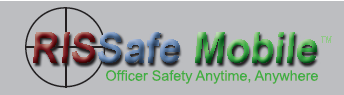 RISSafe Mobile™
Officer Safety Anytime, Anywhere